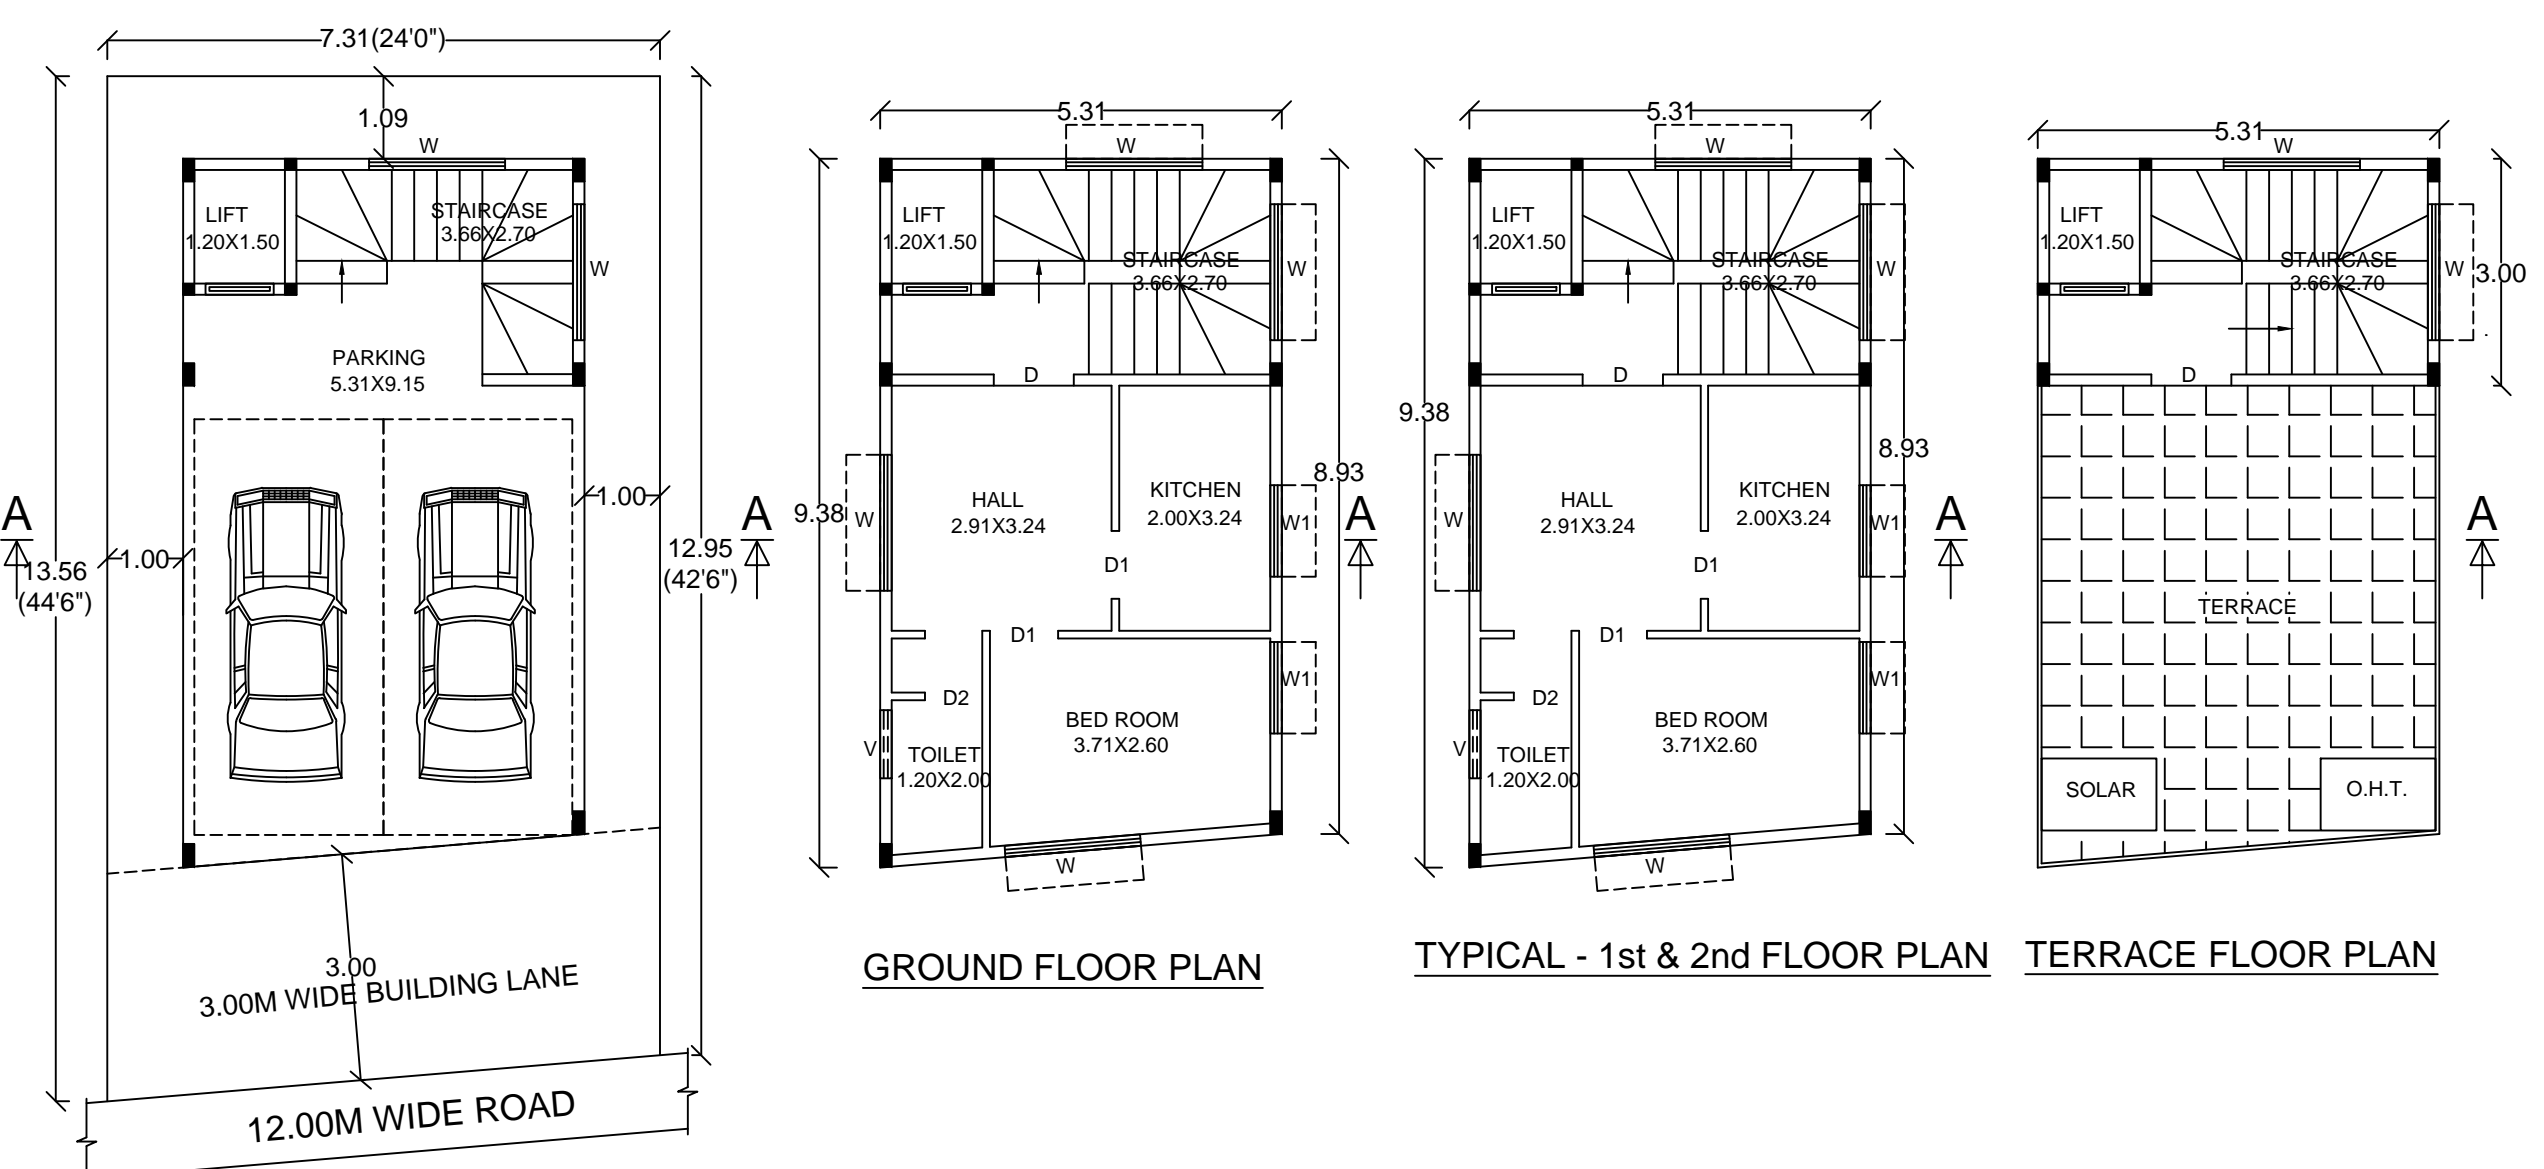 7.31(24'0")
1.09
W
LIFT
1.20X1.50
STAIRCASE
3.66X2.70
W
PARKING
5.31X9.15
1.00
1.00
A
13.56
(44'6")
12.95
(42'6")
A
3.00
3.00M WIDE BUILDING LANE
12.00M WIDE ROAD
5.31
W
LIFT
1.20X1.50
STAIRCASE
3.66X2.70
W
D
9.38
W
HALL
2.91X3.24
KITCHEN
2.00X3.24
W1
8.93
A
D1
D1
D2
W1
V
TOILET
1.20X2.00
BED ROOM
3.71X2.60
W
GROUND FLOOR PLAN
5.31
W
LIFT
1.20X1.50
STAIRCASE
3.66X2.70
W
D
9.38
W
HALL
2.91X3.24
KITCHEN
2.00X3.24
W1
8.93
A
D1
D1
D2
W1
V
TOILET
1.20X2.00
BED ROOM
3.71X2.60
W
TYPICAL - 1st & 2nd FLOOR PLAN
5.31
W
LIFT
1.20X1.50
STAIRCASE
3.66X2.70
W
3.00
D
A
TERRACE
SOLAR
O.H.T.
TERRACE FLOOR PLAN